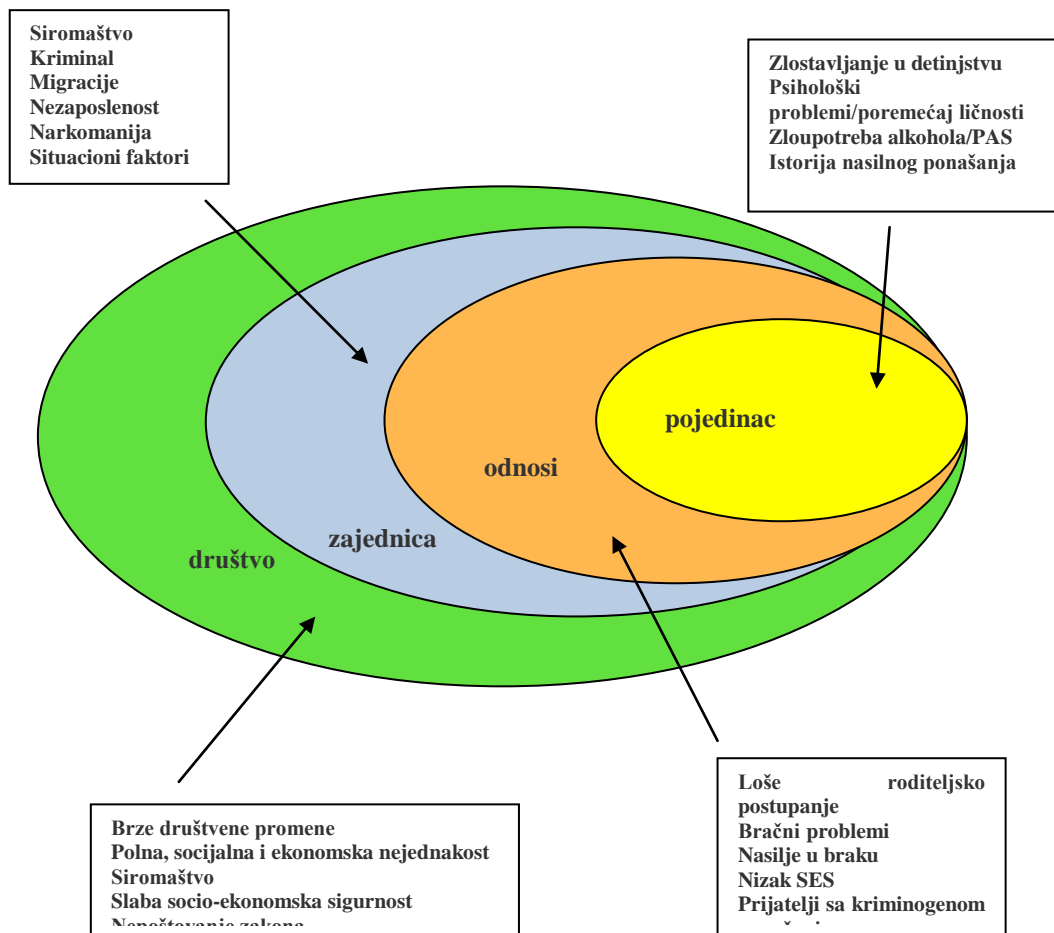 Siromaštvo
Kriminal
Migracije
Nezaposlenost
Narkomanija
Situacioni faktori
Zlostavljanje u detinjstvu
Psihološki
problemi/poremećaj ličnosti
Zloupotreba alkohola/PAS
Istorija nasilnog ponašanja
pojedinac
odnosi
zajednica
društvo
Brze društvene promene
Polna, socijalna i ekonomska nejednakost
Siromaštvo
Slaba socio-ekonomska sigurnost
Nepoštovanje zakona
Loše roditeljsko
postupanje
Bračni problemi
Nasilje u braku
Nizak SES
Prijatelji sa kriminogenom